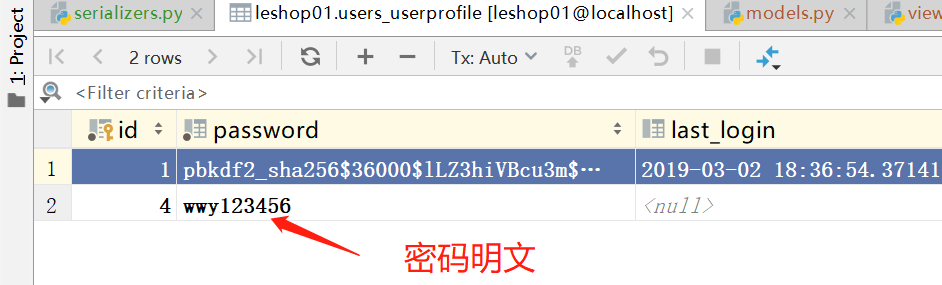 serializers.py
leshop01.users_userprofile [leshop01@localhost]
models.py
view
1: Project
2 rows
Tx: Auto
DB
<Filter criteria>
id
password
last_login
1
1
pbkdf2_sha256$36000$lLZ3hiVBcu3m$…
2019-03-02 18:36:54.37141
2
4
wwy123456
<null>
密码明文